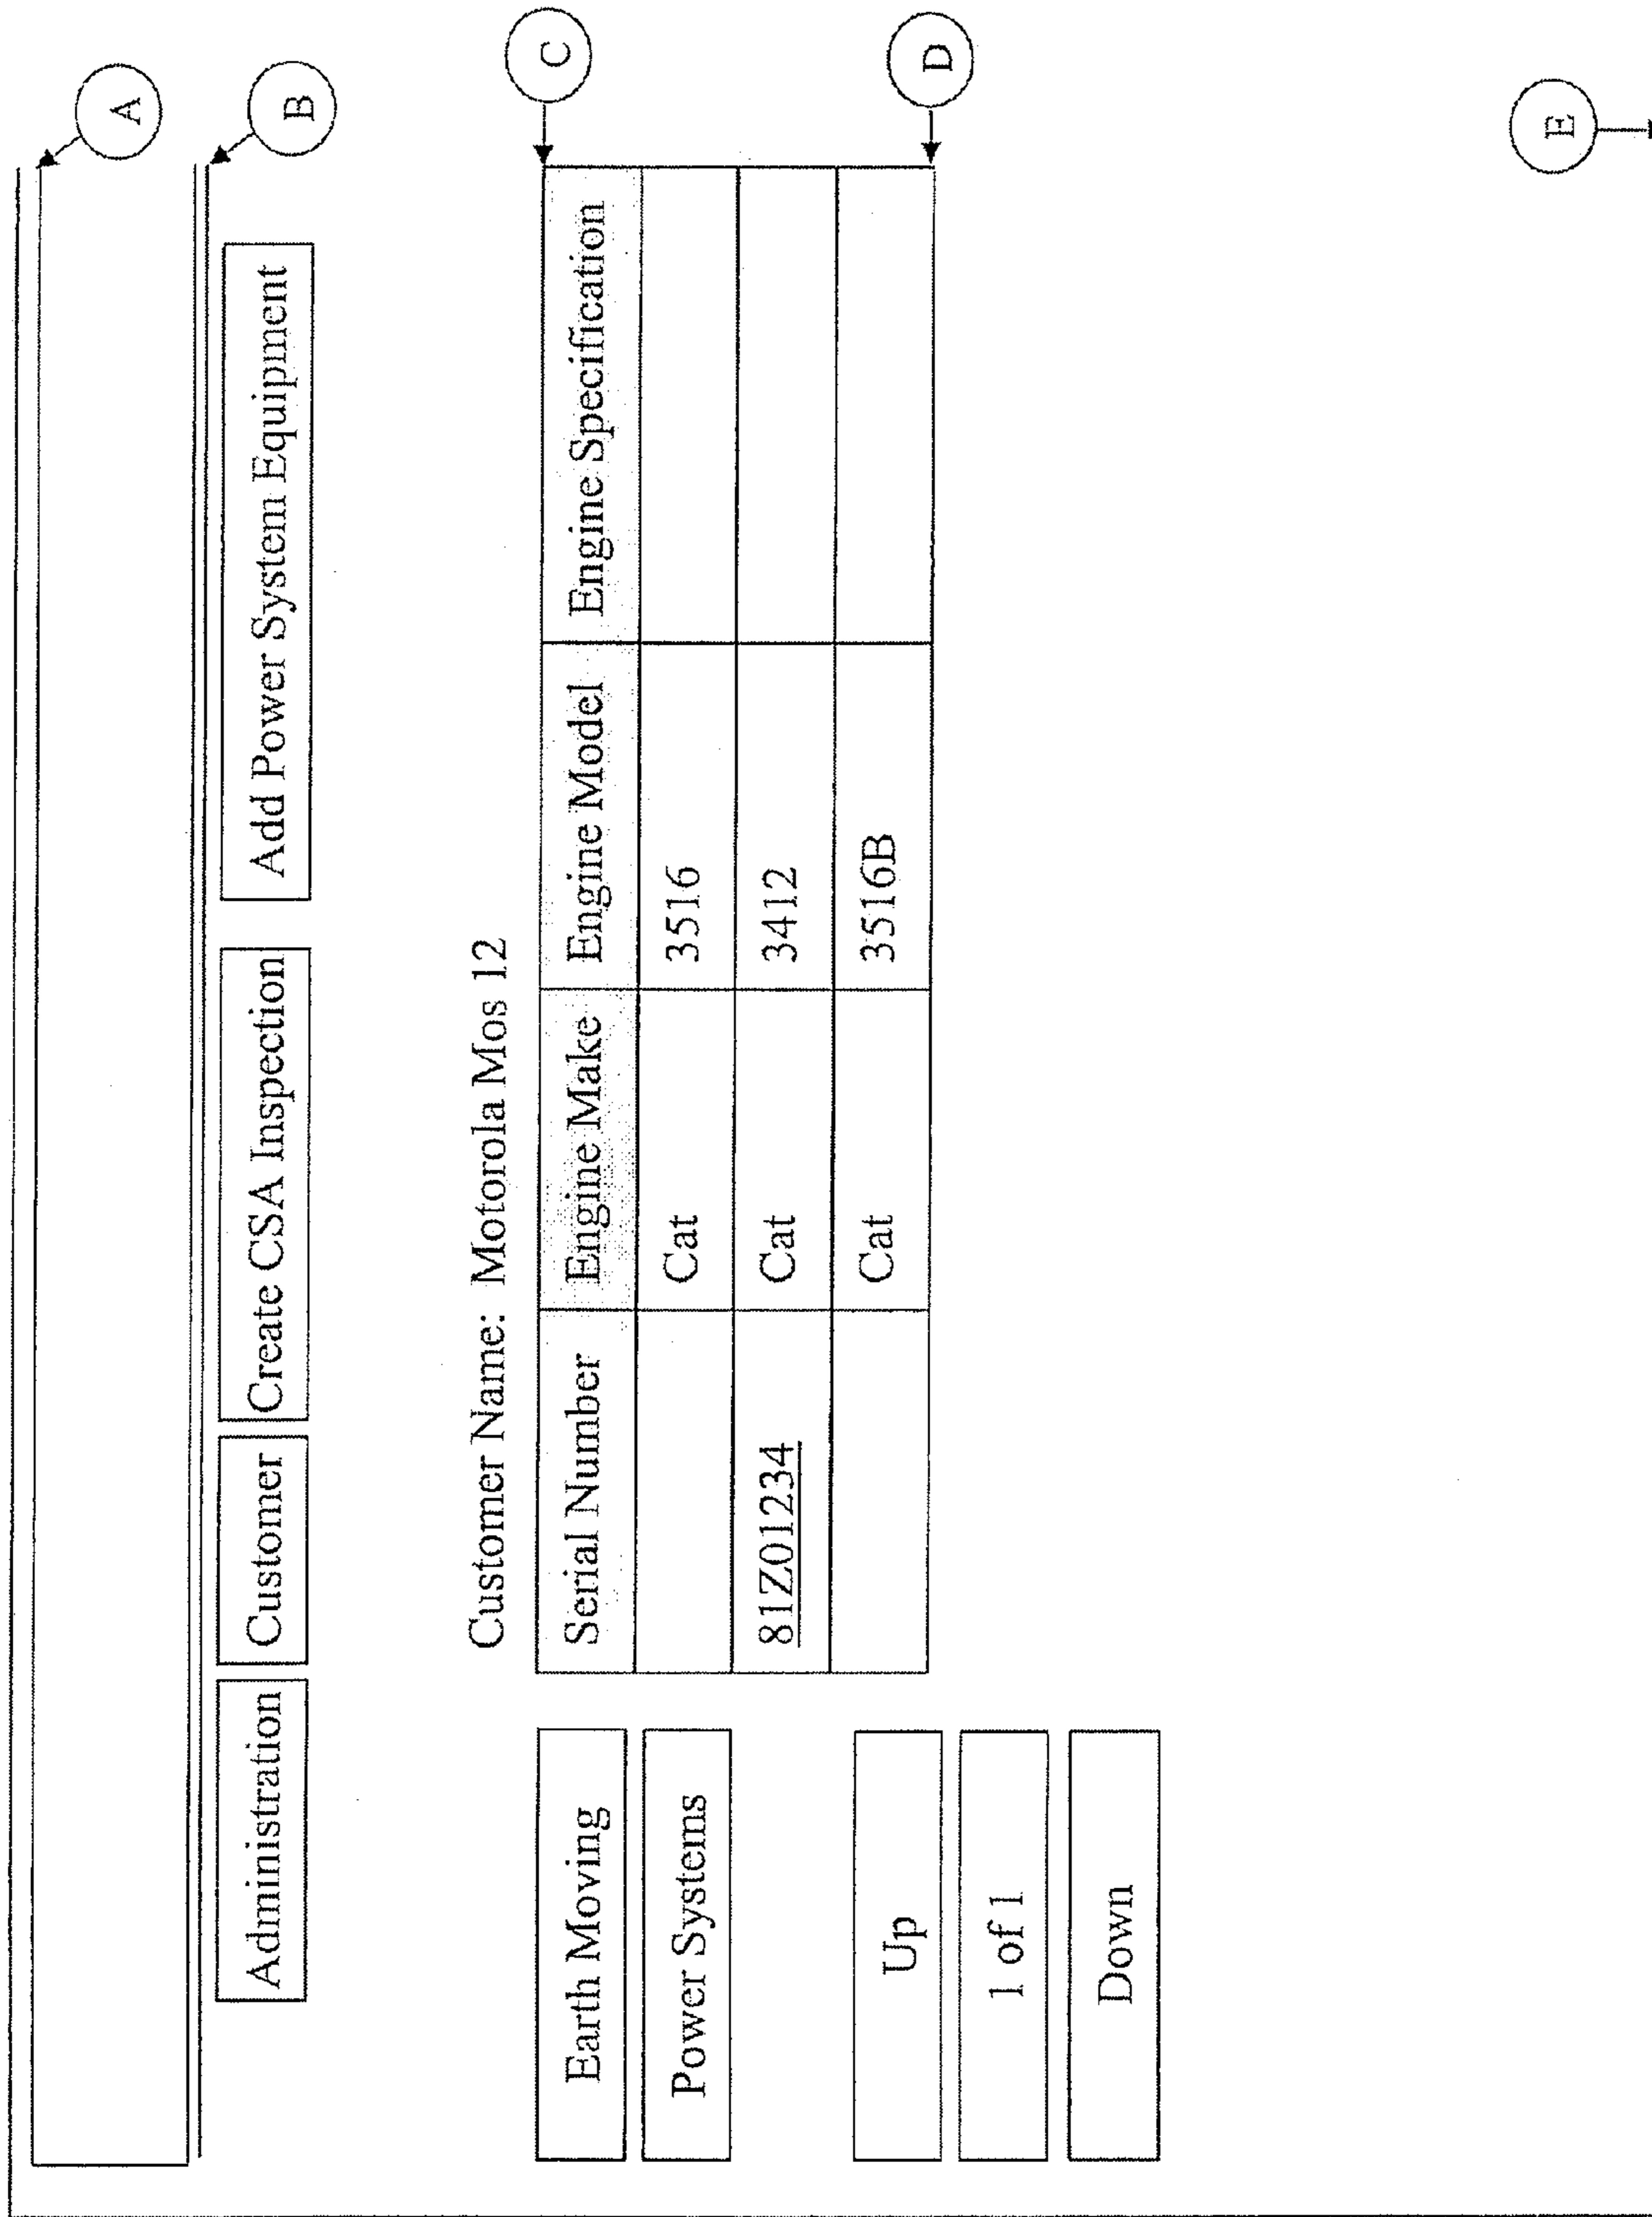 A
B
Administration Customer Create CSA Inspection Add Power System Equipment
Customer Name: Motorola Mos 12
C
Earth Moving Serial Number Engine Make Engine Model Engine Specification
Power Systems Cat 3516
81Z01234 Cat 3412
Up Cat 3516B
D
1 of 1
Down
E